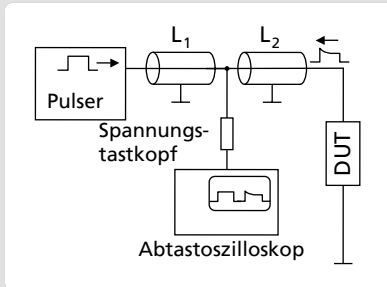 L₁
L₂
Pulser
Spannungs-
tastkopf
DUT
Abtastoszilloskop